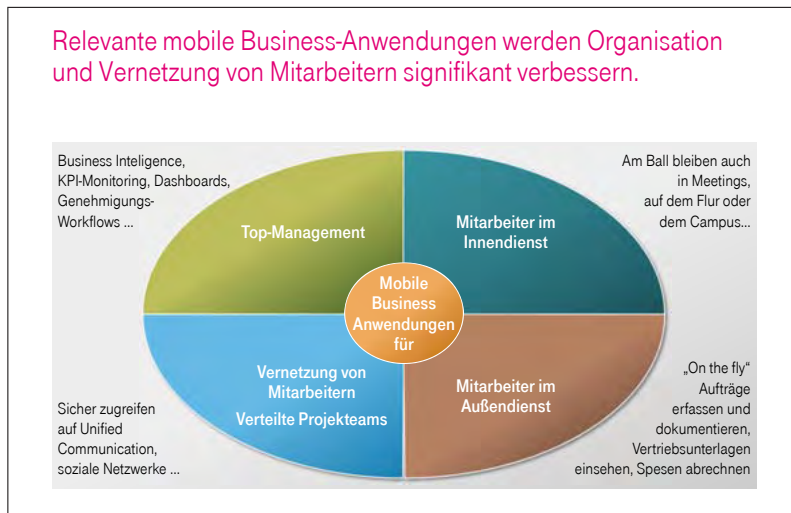 Relevante mobile Business-Anwendungen werden Organisation
und Vernetzung von Mitarbeitern signifikant verbessern.
Business Inteligence,
KPI-Monitoring, Dashboards,
Genehmigungs-
Workflows ...
Top-Management
Mitarbeiter im
Innendienst
Am Ball bleiben auch
in Meetings,
auf dem Flur oder
dem Campus...
Mobile
Business
Anwendungen
für
Sicher zugreifen
auf Unified
Communication,
soziale Netzwerke ...
Vernetzung von
Mitarbeitern
Verteilte Projekteams
Mitarbeiter im
Außendienst
„On the fly“
Aufträge
erfassen und
dokumentieren,
Vertriebsunterlagen
einsehen, Spesen abrechnen